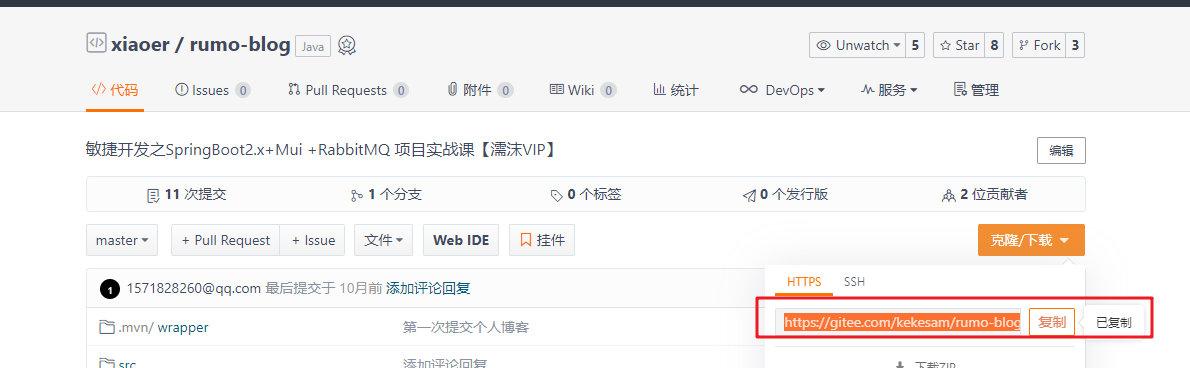 xiaoer / rumo-blog Java
Unwatch 5 Star 8 Fork 3
代码 Issues 0 Pull Requests 0 附件 0 Wiki 0 统计 DevOps 服务 管理
敏捷开发之SpringBoot2.x+Mui +RabbitMQ 项目实战课【濡沫VIP】 编辑
11 次提交 1 个分支 0 个标签 0 个发行版 2 位贡献者
master + Pull Request + Issue 文件 Web IDE 挂件 克隆/下载
1 1571828260@qq.com 最后提交于 10月前 添加评论回复
HTTPS SSH
https://gitee.com/kekesam/rumo-blog 复制 已复制
.mvn/ wrapper 第一次提交个人博客
src 添加评论回复
下载ZIP